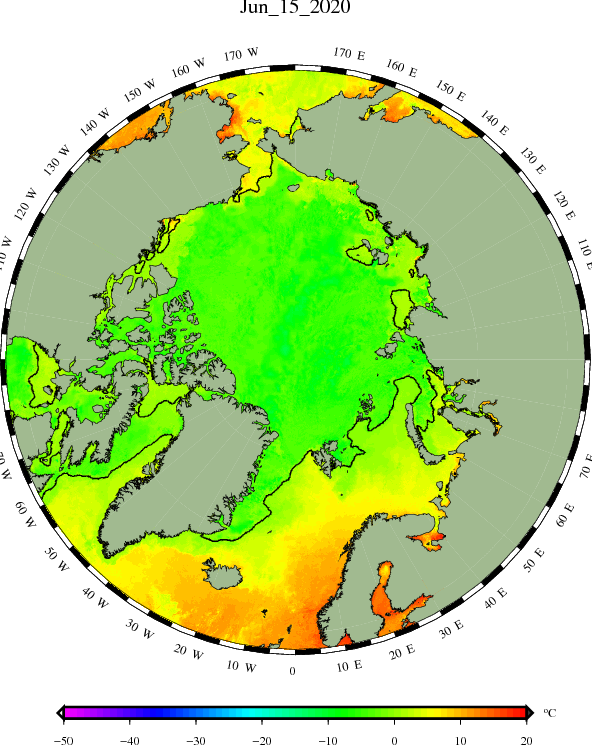 Jun_15_2020
170 W
170 E
160 W
160 E
150 W
150 E
140 W
140 E
130 W
130 E
120 W
120 E
110 E
70 E
60 W
60 E
50 W
50 E
40 W
40 E
30 W
30 E
20 W
20 E
10 W
10 E
0
°C
−50 −40 −30 −20 −10 0 10 20